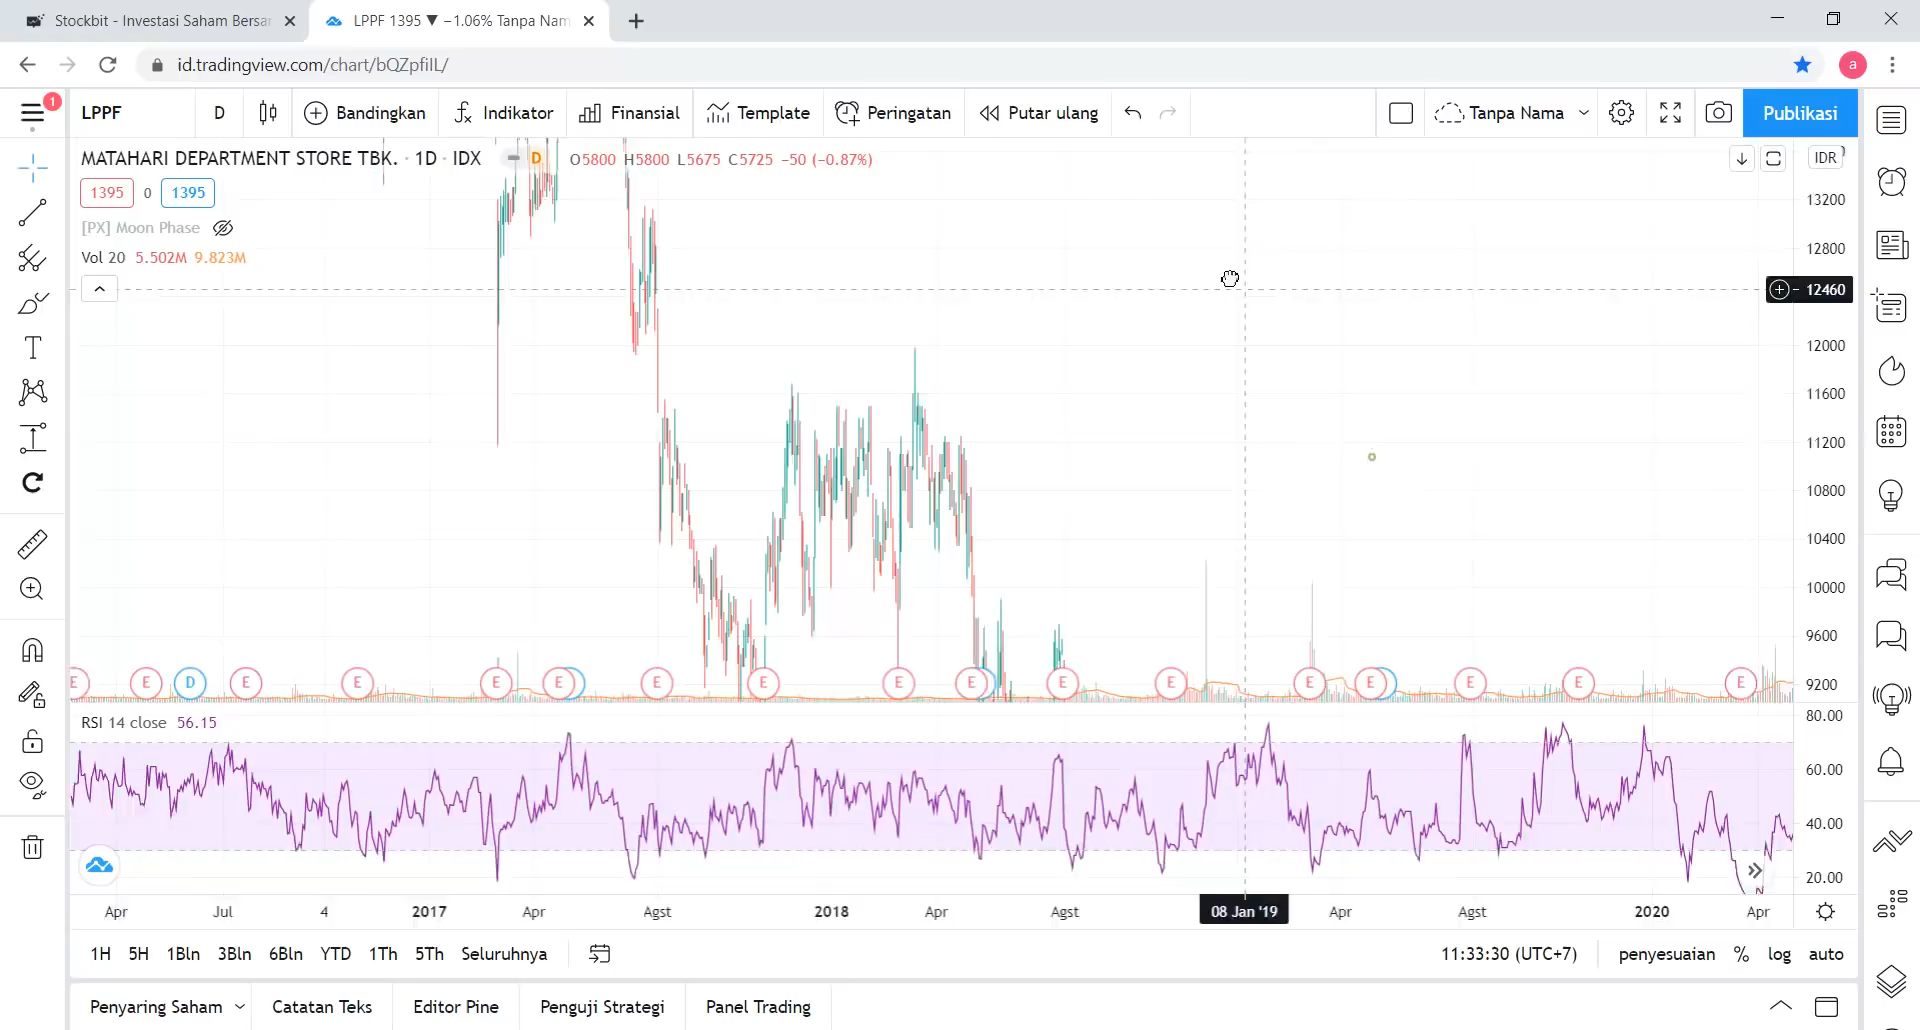 Stockbit - Investasi Saham Bersar
LPPF 1395 ▼ −1.06% Tanpa Nam
id.tradingview.com/chart/bQZpfiIL/
a
1
LPPF
D
Bandingkan
Indikator
Finansial
Template
Peringatan
Putar ulang
Tanpa Nama
Publikasi
MATAHARI DEPARTMENT STORE TBK. · 1D · IDX
D
O5800 H5800 L5675 C5725 −50 (−0.87%)
IDR
1395 0 1395
[PX] Moon Phase
Vol 20 5.502M 9.823M
13200
12800
12460
12000
11600
11200
10800
10400
10000
9600
9200
E E D E E E E E E E E E E E E E E E
RSI 14 close 56.15
80.00
60.00
40.00
20.00
Apr Jul 4 2017 Apr Agst 2018 Apr Agst 08 Jan '19 Apr Agst 2020 Apr
1H 5H 1Bln 3Bln 6Bln YTD 1Th 5Th Seluruhnya
11:33:30 (UTC+7) penyesuaian % log auto
Penyaring Saham Catatan Teks Editor Pine Penguji Strategi Panel Trading